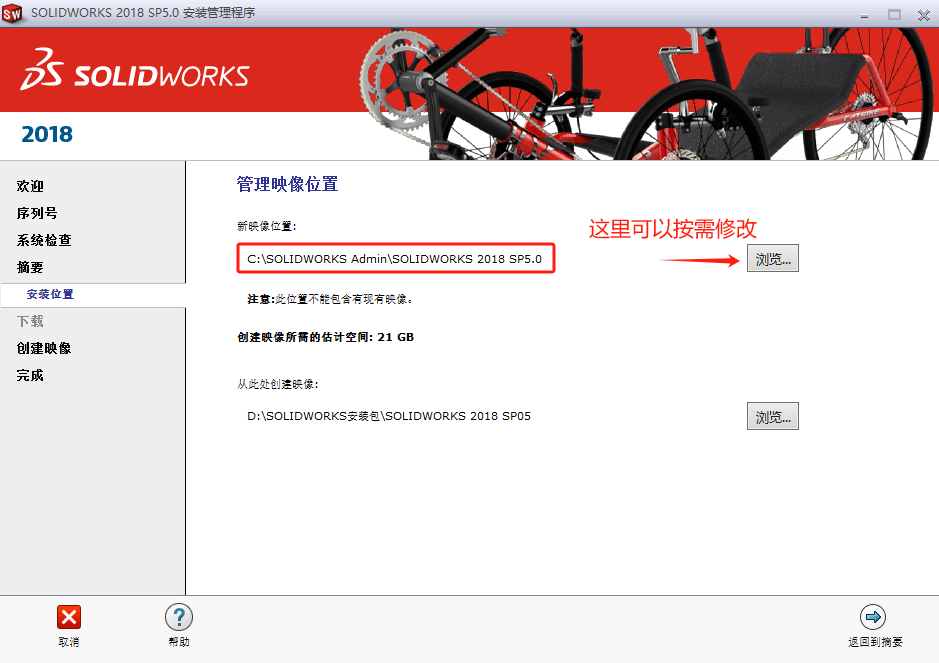 SOLIDWORKS 2018 SP5.0 安装管理程序
SOLIDWORKS
2018
欢迎
序列号
系统检查
摘要
安装位置
下载
创建映像
完成
管理映像位置
新映像位置:
这里可以按需修改
C:\SOLIDWORKS Admin\SOLIDWORKS 2018 SP5.0
浏览...
注意:此位置不能包含有现有映像。
创建映像所需的估计空间: 21 GB
从此处创建映像:
D:\SOLIDWORKS安装包\SOLIDWORKS 2018 SP05
浏览...
取消
帮助
返回到摘要